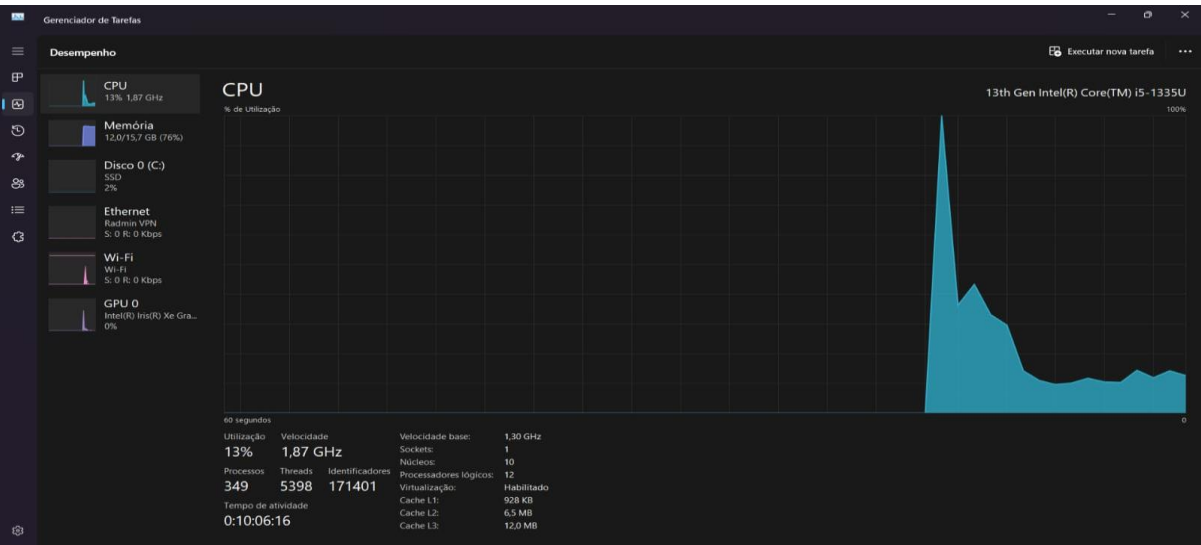 Gerenciador de Tarefas
Desempenho
Executar nova tarefa
CPU
13% 1,87 GHz
Memória
12,0/15,7 GB (76%)
Disco 0 (C:)
SSD
2%
Ethernet
Radmin VPN
S: 0 R: 0 Kbps
Wi-Fi
Wi-Fi
S: 0 R: 0 Kbps
GPU 0
Intel(R) Iris(R) Xe Gra...
0%
CPU
13th Gen Intel(R) Core(TM) i5-1335U
% de Utilização
100%
60 segundos
0
Utilização
Velocidade
13%
1,87 GHz
Processos
Threads
Identificadores
349
5398
171401
Tempo de atividade
0:10:06:16
Velocidade base: 1,30 GHz
Sockets: 1
Núcleos: 10
Processadores lógicos: 12
Virtualização: Habilitado
Cache L1: 928 KB
Cache L2: 6,5 MB
Cache L3: 12,0 MB